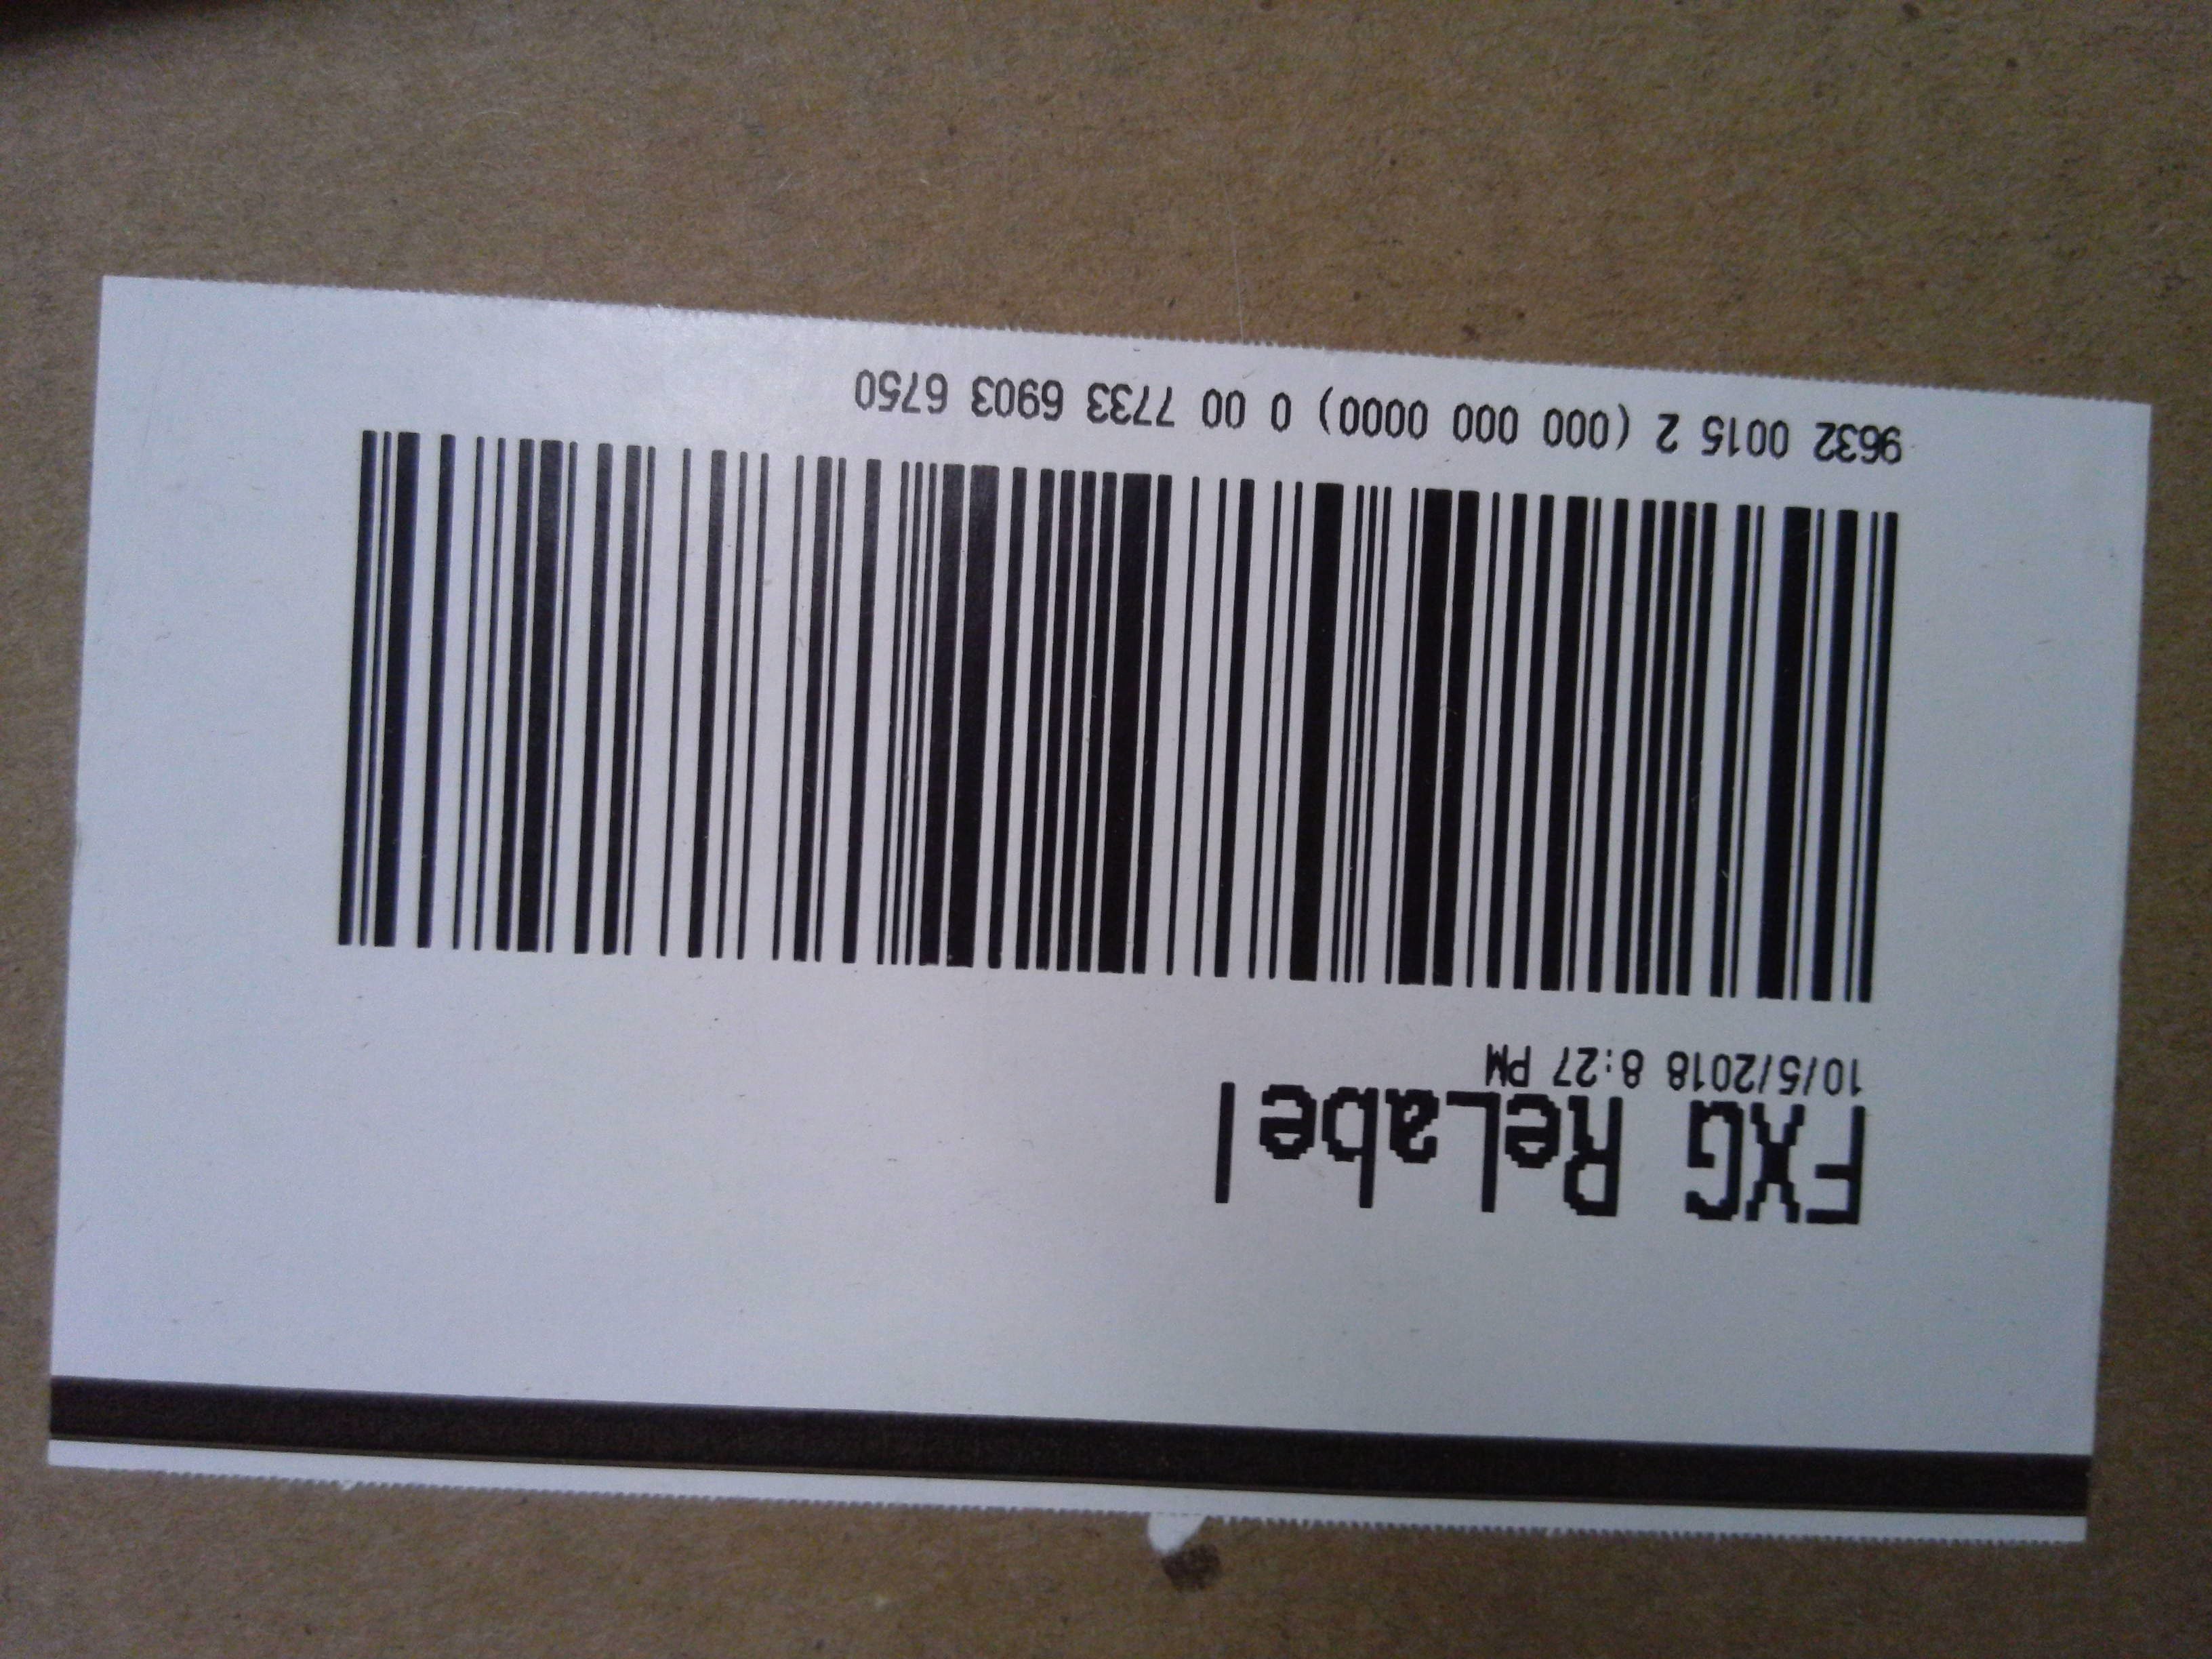 FXG ReLabel
10/5/2018 8:27 PM
9632 0015 2 (000 000 0000) 0 00 7733 6903 6750